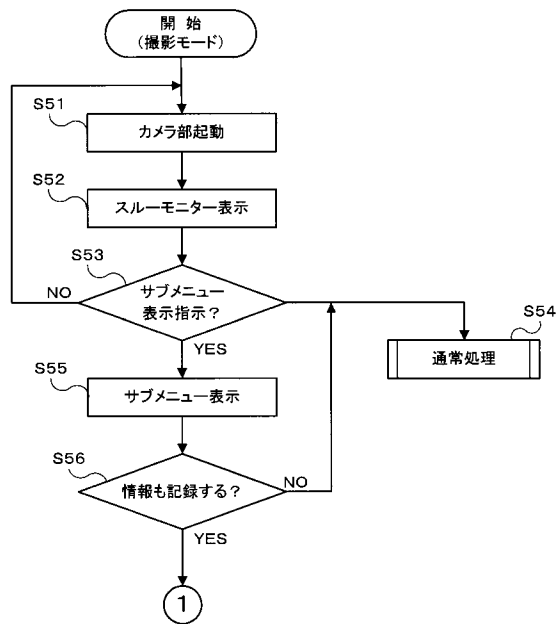 開 始
(撮影モード)
S51
カメラ部起動
S52
スルーモニター表示
S53
サブメニュー
表示指示?
NO
YES
S54
通常処理
S55
サブメニュー表示
S56
情報も記録する?
NO
YES
1